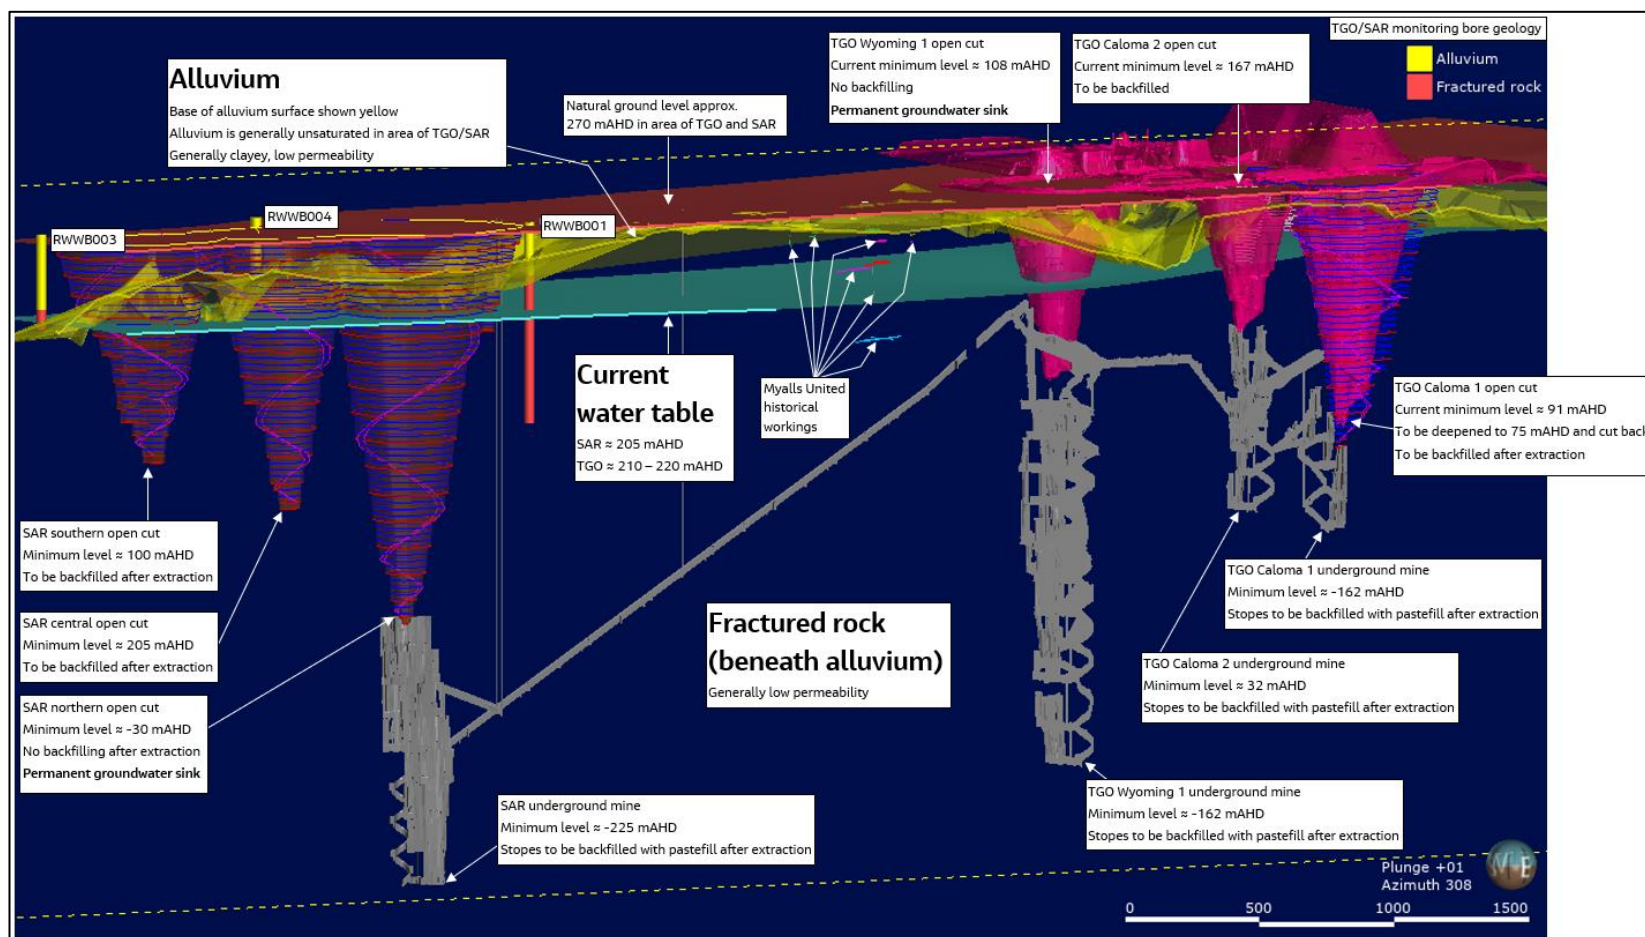 TGO/SAR monitoring bore geology
Alluvium
Fractured rock
TGO Wyoming 1 open cut
Current minimum level ≈ 108 mAHD
No backfilling
Permanent groundwater sink
TGO Caloma 2 open cut
Current minimum level ≈ 167 mAHD
To be backfilled
Alluvium
Base of alluvium surface shown yellow
Alluvium is generally unsaturated in area of TGO/SAR
Generally clayey, low permeability
Natural ground level approx.
270 mAHD in area of TGO and SAR
RWWB003
RWWB004
RWWB001
Current
water table
SAR ≈ 205 mAHD
TGO ≈ 210 – 220 mAHD
Myalls United
historical
workings
TGO Caloma 1 open cut
Current minimum level ≈ 91 mAHD
To be deepened to 75 mAHD and cut back
To be backfilled after extraction
SAR southern open cut
Minimum level ≈ 100 mAHD
To be backfilled after extraction
SAR central open cut
Minimum level ≈ 205 mAHD
To be backfilled after extraction
SAR northern open cut
Minimum level ≈ -30 mAHD
No backfilling after extraction
Permanent groundwater sink
Fractured rock
(beneath alluvium)
Generally low permeability
TGO Caloma 1 underground mine
Minimum level ≈ -162 mAHD
Stopes to be backfilled with pastefill after extraction
TGO Caloma 2 underground mine
Minimum level ≈ 32 mAHD
Stopes to be backfilled with pastefill after extraction
TGO Wyoming 1 underground mine
Minimum level ≈ -162 mAHD
Stopes to be backfilled with pastefill after extraction
SAR underground mine
Minimum level ≈ -225 mAHD
Stopes to be backfilled with pastefill after extraction
Plunge +01
Azimuth 308
0 500 1000 1500